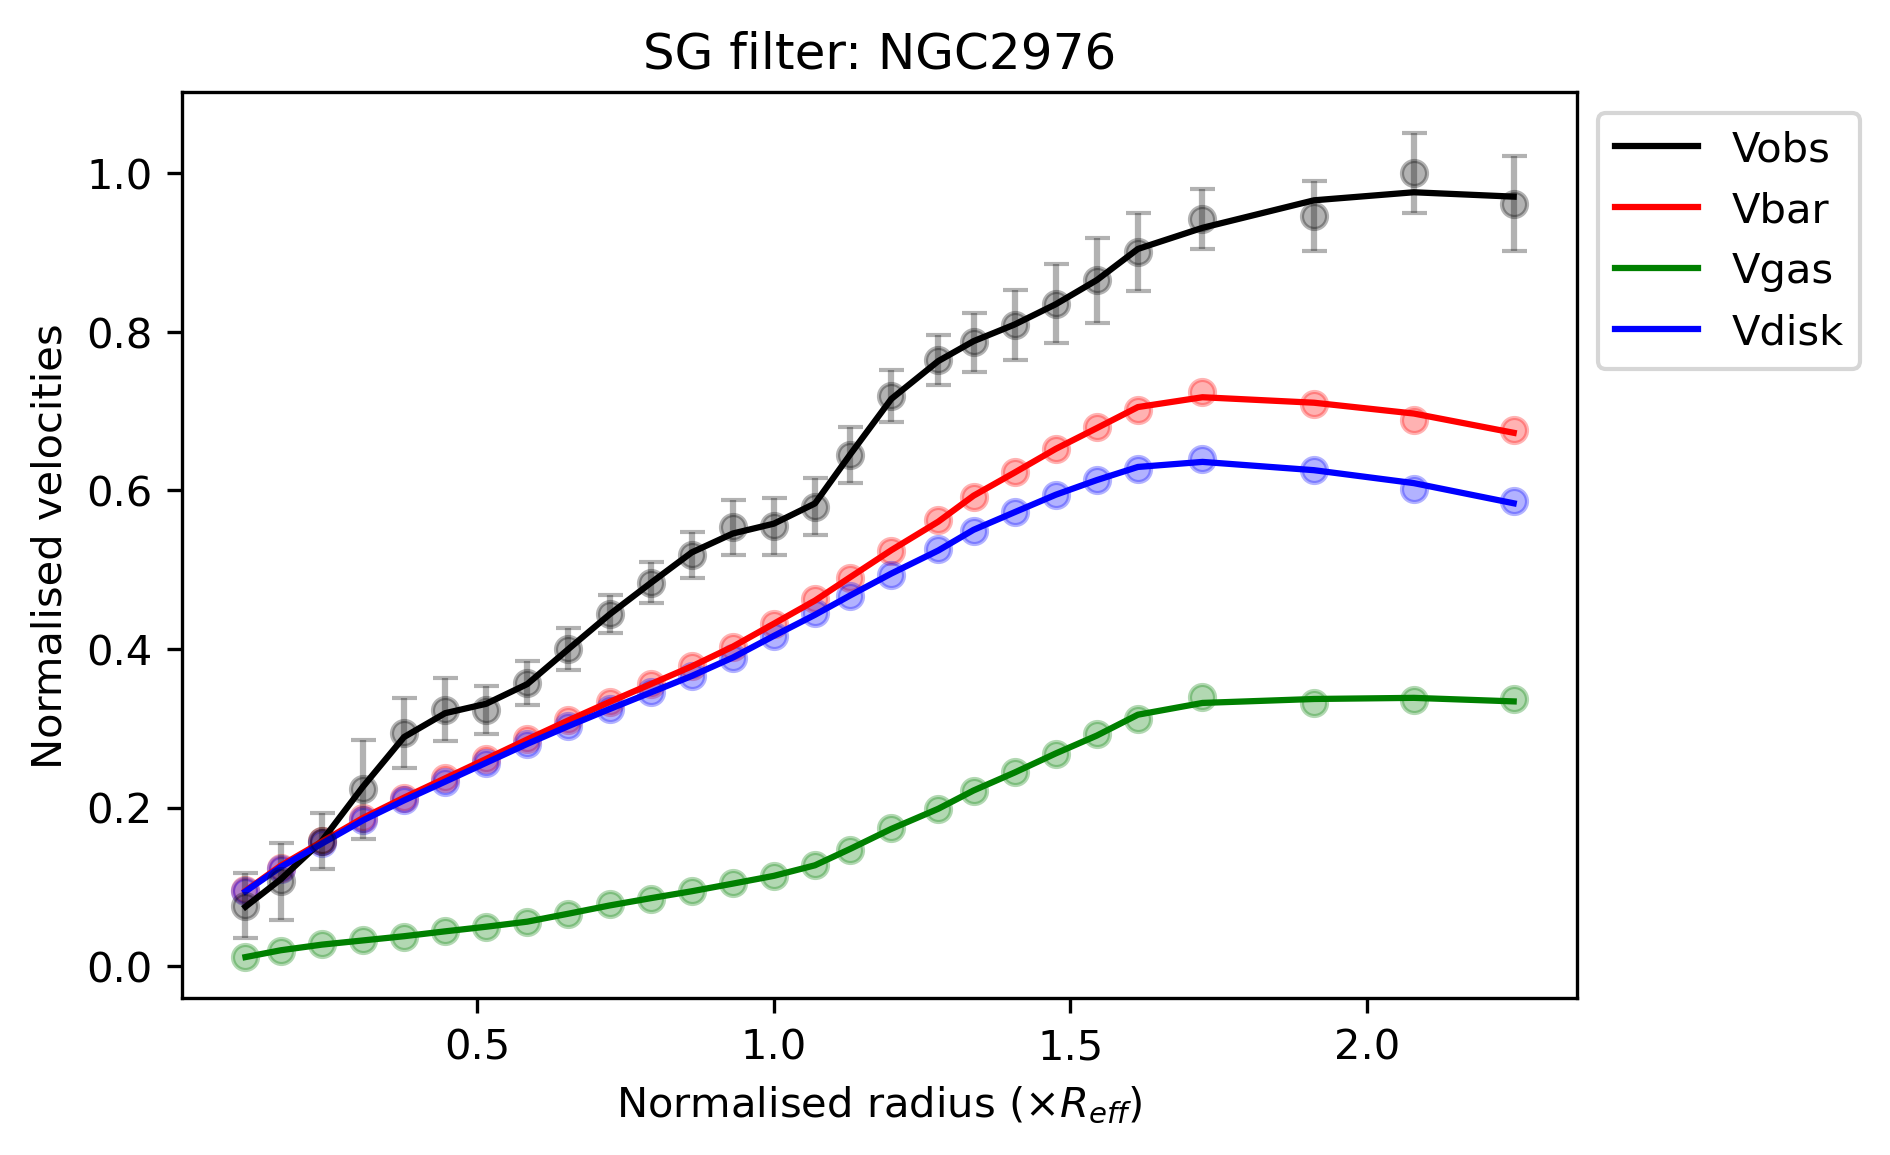 SG filter: NGC2976
Normalised velocities
1.0
0.8
0.6
0.4
0.2
0.0
0.5 1.0 1.5 2.0
Normalised radius (×R_eff)
Vobs
Vbar
Vgas
Vdisk